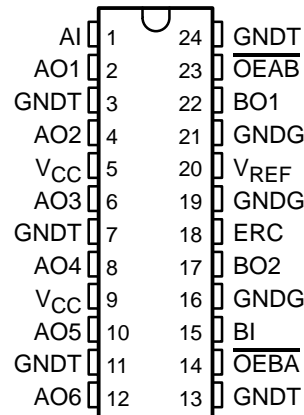 AI 1 24 GNDT
AO1 2 23 OEAB
GNDT 3 22 BO1
AO2 4 21 GNDG
VCC 5 20 VREF
AO3 6 19 GNDG
GNDT 7 18 ERC
AO4 8 17 BO2
VCC 9 16 GNDG
AO5 10 15 BI
GNDT 11 14 OEBA
AO6 12 13 GNDT